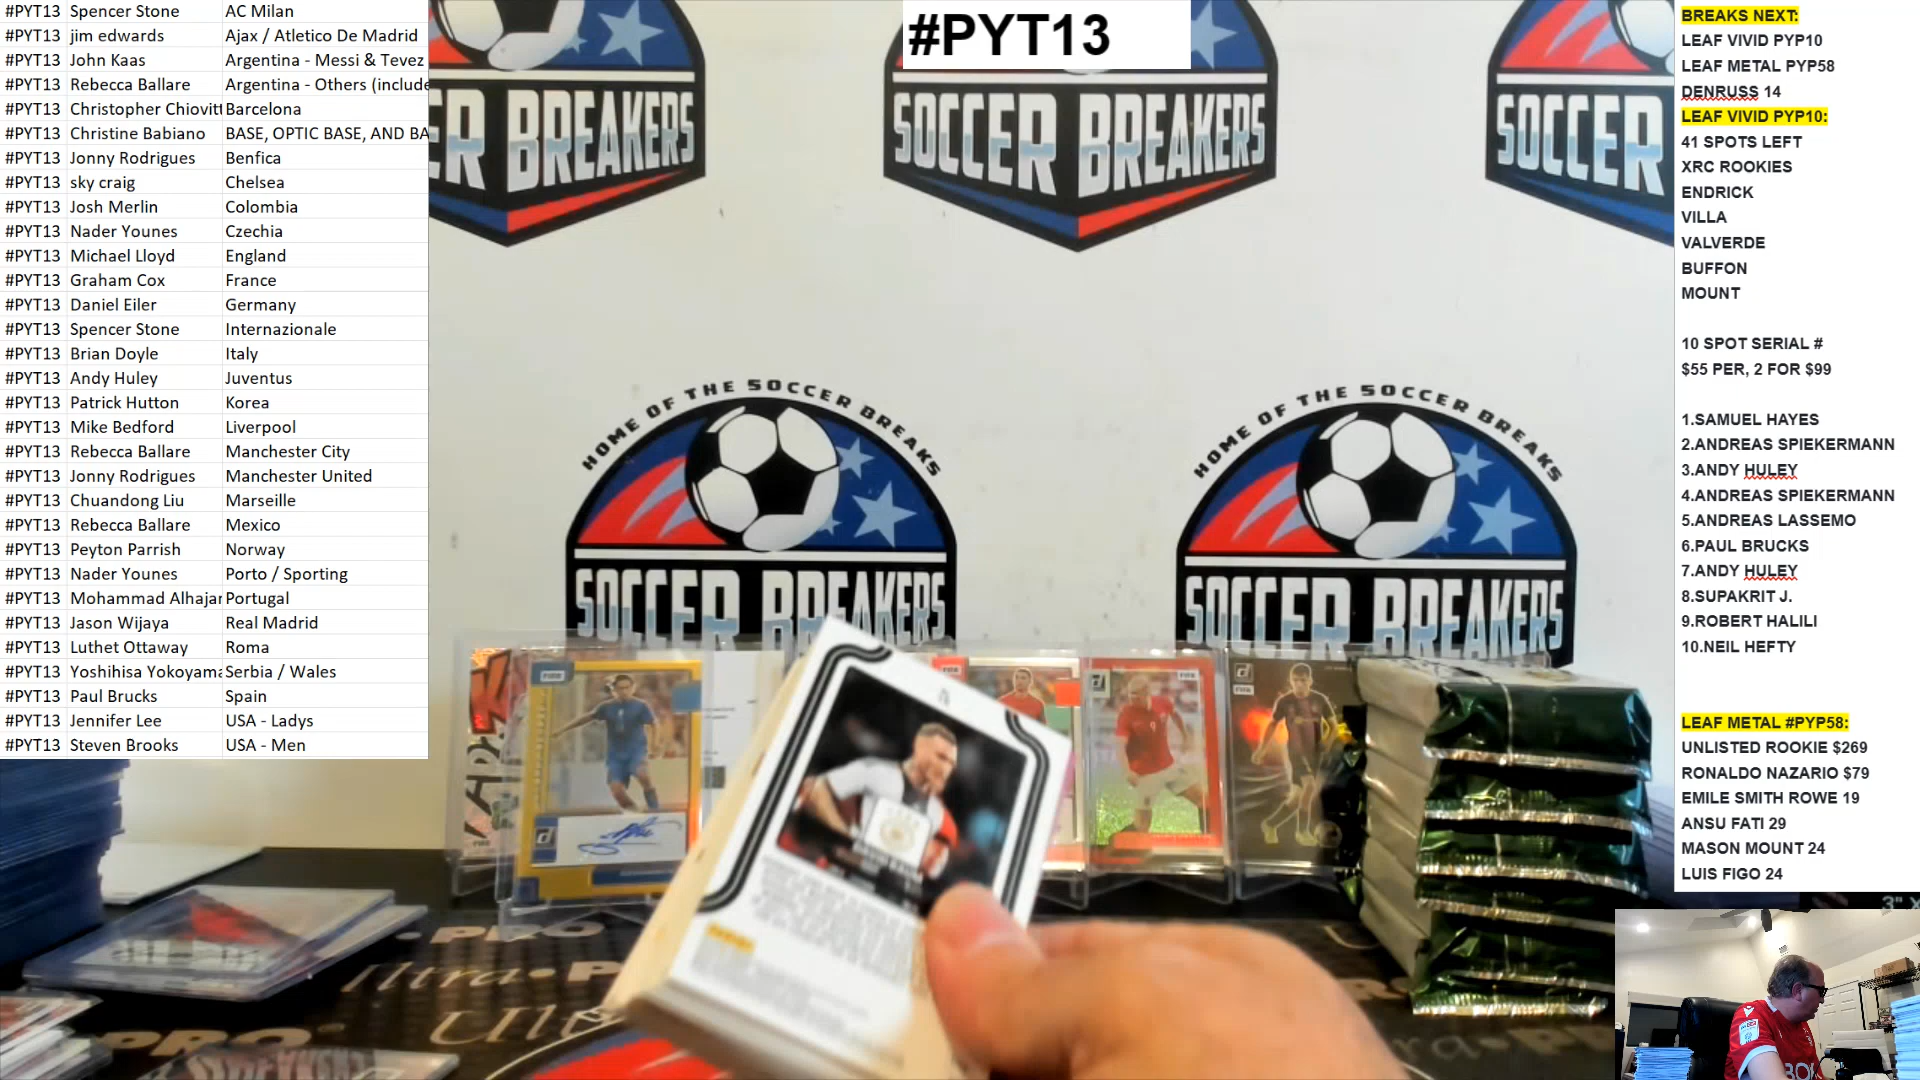 #PYT13 Spencer Stone AC Milan
#PYT13 jim edwards Ajax / Atletico De Madrid
#PYT13 John Kaas Argentina - Messi & Tevez
#PYT13 Rebecca Ballare Argentina - Others (include
#PYT13 Christopher Chiovitt Barcelona
#PYT13 Christine Babiano BASE, OPTIC BASE, AND BA
#PYT13 Jonny Rodrigues Benfica
#PYT13 sky craig Chelsea
#PYT13 Josh Merlin Colombia
#PYT13 Nader Younes Czechia
#PYT13 Michael Lloyd England
#PYT13 Graham Cox France
#PYT13 Daniel Eiler Germany
#PYT13 Spencer Stone Internazionale
#PYT13 Brian Doyle Italy
#PYT13 Andy Huley Juventus
#PYT13 Patrick Hutton Korea
#PYT13 Mike Bedford Liverpool
#PYT13 Rebecca Ballare Manchester City
#PYT13 Jonny Rodrigues Manchester United
#PYT13 Chuandong Liu Marseille
#PYT13 Rebecca Ballare Mexico
#PYT13 Peyton Parrish Norway
#PYT13 Nader Younes Porto / Sporting
#PYT13 Mohammad Alhajar Portugal
#PYT13 Jason Wijaya Real Madrid
#PYT13 Luthet Ottaway Roma
#PYT13 Yoshihisa Yokoyama Serbia / Wales
#PYT13 Paul Brucks Spain
#PYT13 Jennifer Lee USA - Ladys
#PYT13 Steven Brooks USA - Men
#PYT13
ER BREAKERS
SOCCER BREAKERS
SOCCER
HOME OF THE SOCCER BREAKS
SOCCER BREAKERS
HOME OF THE SOCCER BREAKS
SOCCER BREAKERS
BREAKS NEXT:
LEAF VIVID PYP10
LEAF METAL PYP58
DENRUSS 14
LEAF VIVID PYP10:
41 SPOTS LEFT
XRC ROOKIES
ENDRICK
VILLA
VALVERDE
BUFFON
MOUNT
10 SPOT SERIAL #
$55 PER, 2 FOR $99
1.SAMUEL HAYES
2.ANDREAS SPIEKERMANN
3.ANDY HULEY
4.ANDREAS SPIEKERMANN
5.ANDREAS LASSEMO
6.PAUL BRUCKS
7.ANDY HULEY
8.SUPAKRIT J.
9.ROBERT HALILI
10.NEIL HEFTY
LEAF METAL #PYP58:
UNLISTED ROOKIE $269
RONALDO NAZARIO $79
EMILE SMITH ROWE 19
ANSU FATI 29
MASON MOUNT 24
LUIS FIGO 24
3" X
Ultra PRO
PRO